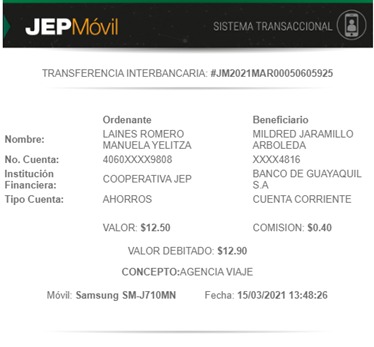 JEPMóvil SISTEMA TRANSACCIONAL
TRANSFERENCIA INTERBANCARIA: #JM2021MAR00050605925
Ordenante Beneficiario
Nombre: LAINES ROMERO MANUELA YELITZA MILDRED JARAMILLO ARBOLEDA
No. Cuenta: 4060XXXX9808 XXXX4816
Institución Financiera: COOPERATIVA JEP BANCO DE GUAYAQUIL S.A
Tipo Cuenta: AHORROS CUENTA CORRIENTE
VALOR: $12.50 COMISION: $0.40
VALOR DEBITADO: $12.90
CONCEPTO:AGENCIA VIAJE
Móvil: Samsung SM-J710MN Fecha: 15/03/2021 13:48:26